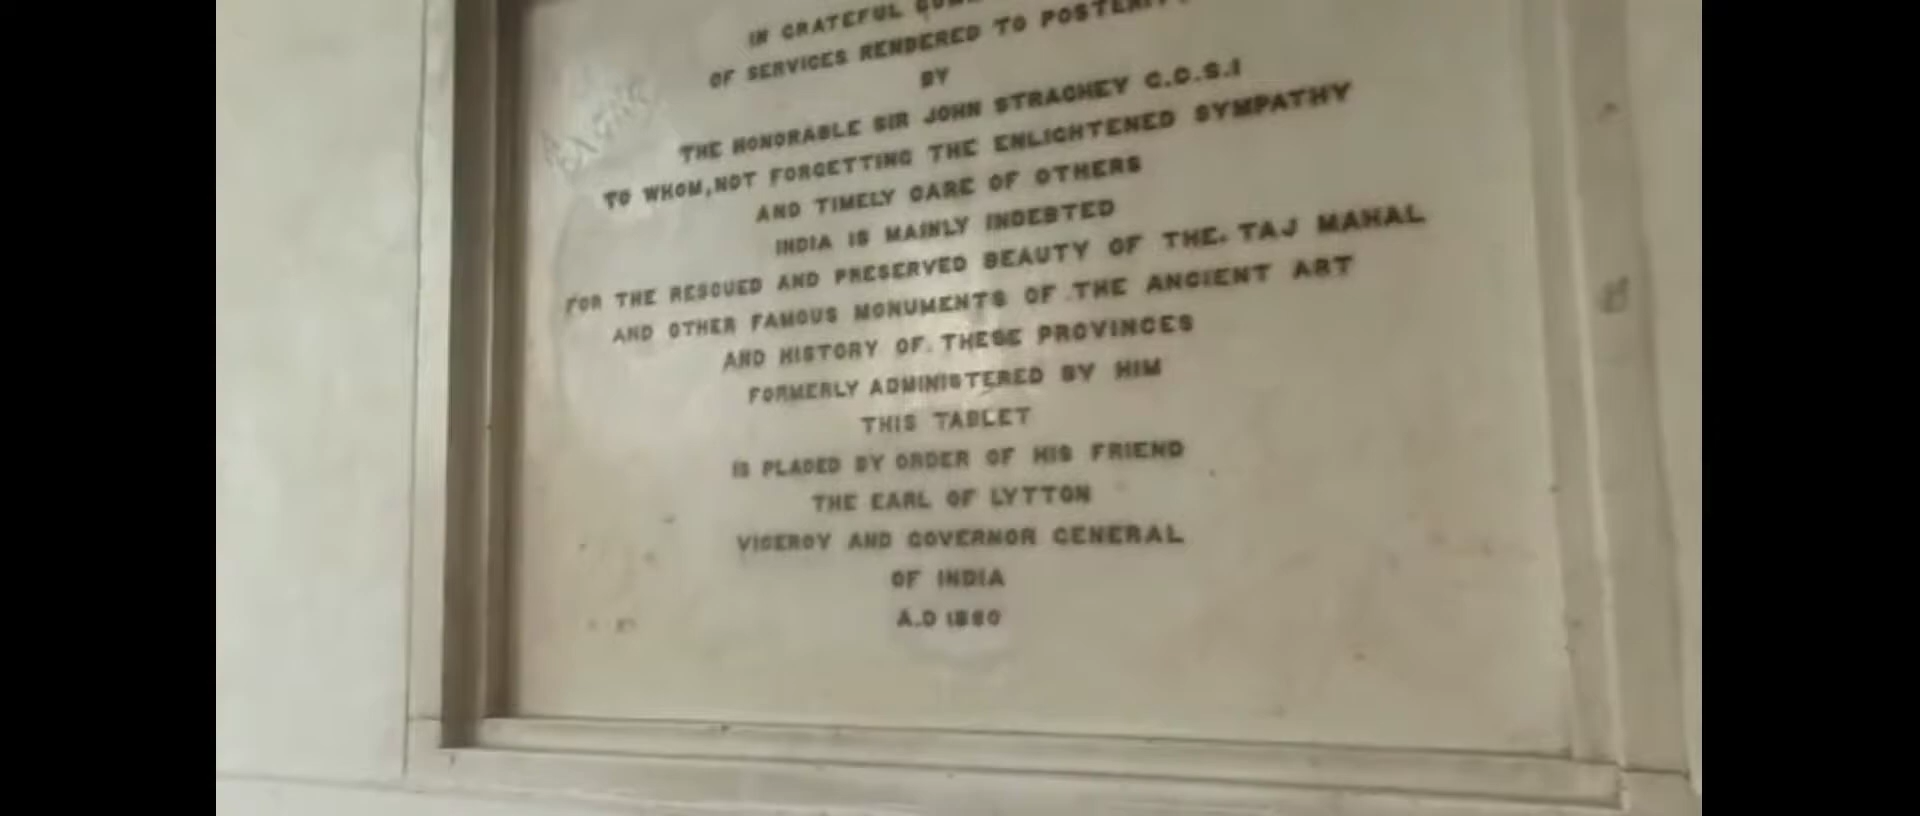 IN GRATEFUL
OF SERVICES RENDERED TO
BY
THE HONORABLE SIR JOHN STRACHEY G.C.S.I
TO WHOM, NOT FORGETTING THE ENLIGHTENED SYMPATHY
AND TIMELY CARE OF OTHERS
INDIA IS MAINLY INDEBTED
FOR THE RESCUED AND PRESERVED BEAUTY OF THE. TAJ MAHAL
AND OTHER FAMOUS MONUMENTS OF THE ANCIENT ART
AND HISTORY OF THESE PROVINCES
FORMERLY ADMINISTERED BY HIM
THIS TABLET
IS PLACED BY ORDER OF HIS FRIEND
THE EARL OF LYTTON
VICEROY AND GOVERNOR GENERAL
OF INDIA
A.D 1880